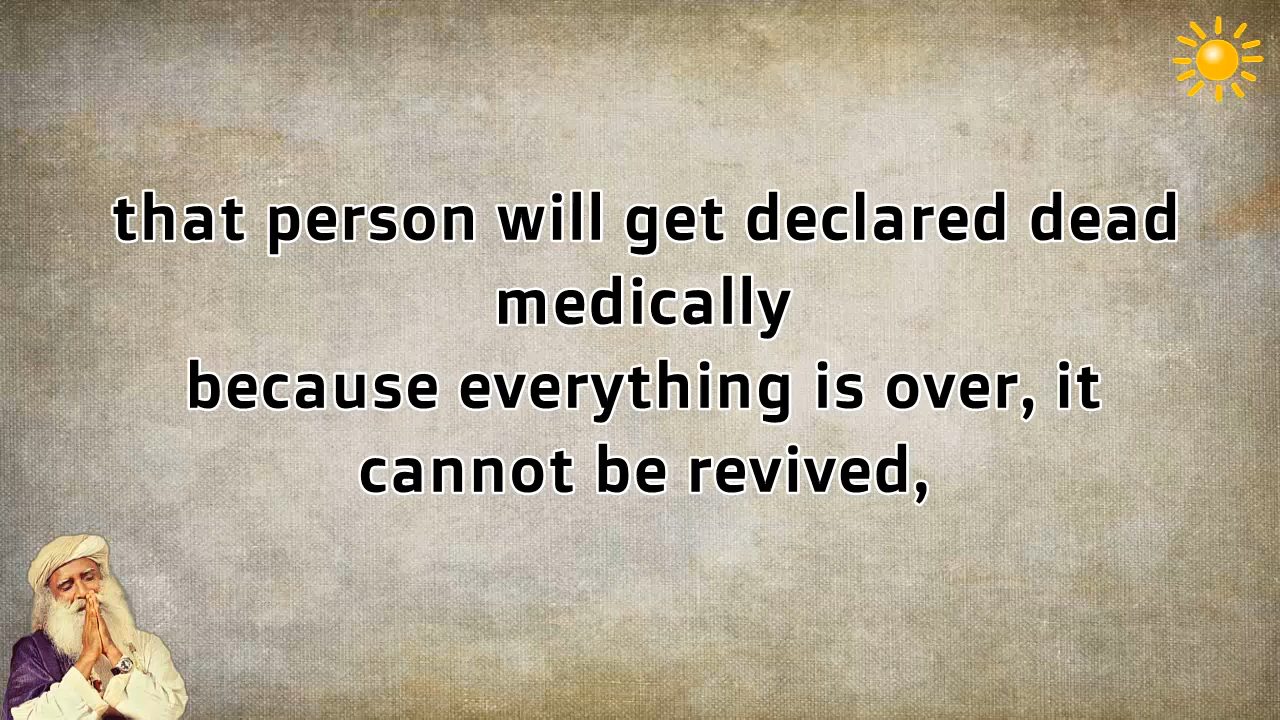 that person will get declared dead
medically
because everything is over, it
cannot be revived,